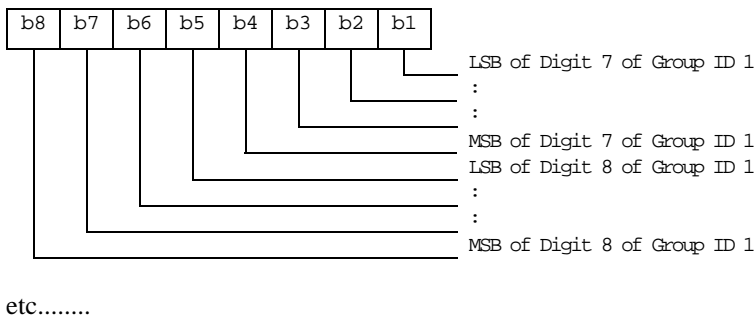 b8 b7 b6 b5 b4 b3 b2 b1
LSB of Digit 7 of Group ID 1
:
:
MSB of Digit 7 of Group ID 1
LSB of Digit 8 of Group ID 1
:
:
MSB of Digit 8 of Group ID 1
etc........